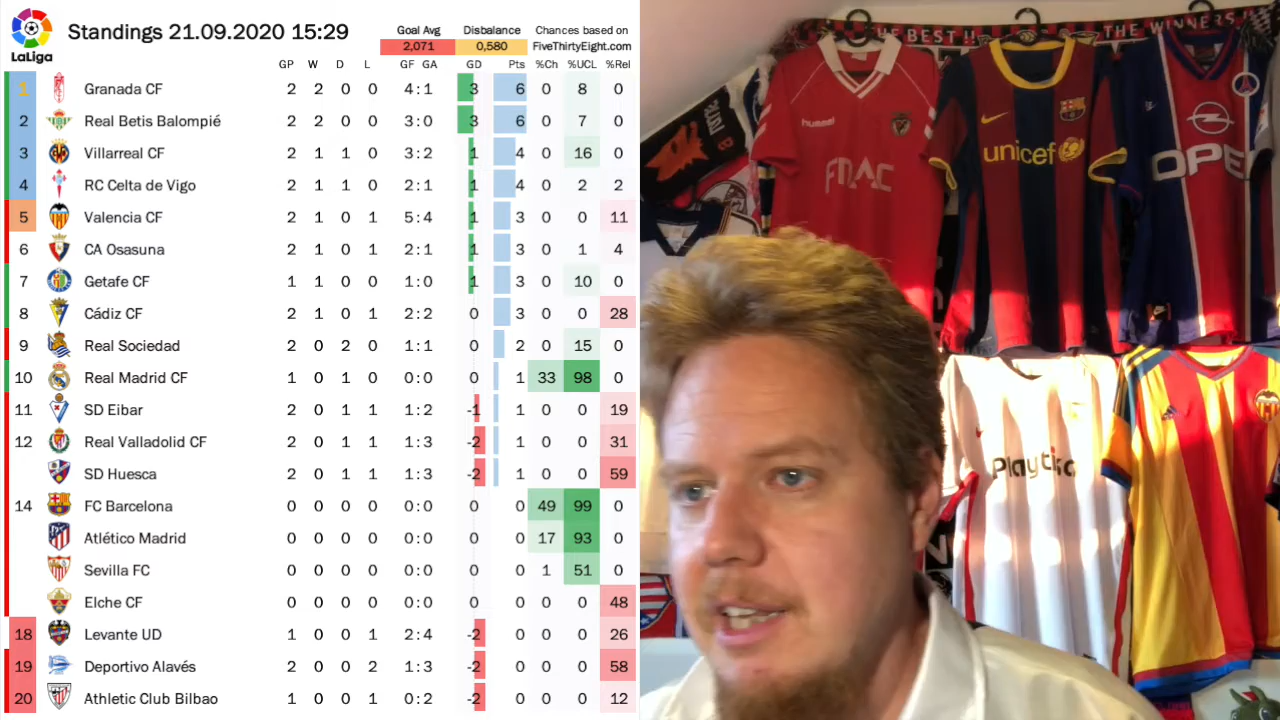 LaLiga
Standings 21.09.2020 15:29
Goal Avg Disbalance Chances based on
2,071 0,580 FiveThirtyEight.com
GP W D L GF GA GD Pts %Ch %UCL %Rel
1 Granada CF 2 2 0 0 4:1 3 6 0 8 0
2 Real Betis Balompié 2 2 0 0 3:0 3 6 0 7 0
3 Villarreal CF 2 1 1 0 3:2 1 4 0 16 0
4 RC Celta de Vigo 2 1 1 0 2:1 1 4 0 2 2
5 Valencia CF 2 1 0 1 5:4 1 3 0 0 11
6 CA Osasuna 2 1 0 1 2:1 1 3 0 1 4
7 Getafe CF 1 1 0 0 1:0 1 3 0 10 0
8 Cádiz CF 2 1 0 1 2:2 0 3 0 0 28
9 Real Sociedad 2 0 2 0 1:1 0 2 0 15 0
10 Real Madrid CF 1 0 1 0 0:0 0 1 33 98 0
11 SD Eibar 2 0 1 1 1:2 -1 1 0 0 19
12 Real Valladolid CF 2 0 1 1 1:3 -2 1 0 0 31
SD Huesca 2 0 1 1 1:3 -2 1 0 0 59
14 FC Barcelona 0 0 0 0 0:0 0 0 49 99 0
Atlético Madrid 0 0 0 0 0:0 0 0 17 93 0
Sevilla FC 0 0 0 0 0:0 0 0 1 51 0
Elche CF 0 0 0 0 0:0 0 0 0 0 48
18 Levante UD 1 0 0 1 2:4 -2 0 0 0 26
19 Deportivo Alavés 2 0 0 2 1:3 -2 0 0 0 58
20 Athletic Club Bilbao 1 0 0 1 0:2 -2 0 0 0 12
THE BEST!! THE WINNERS
hummel
FNAC
unicef
OPEL
Playtika